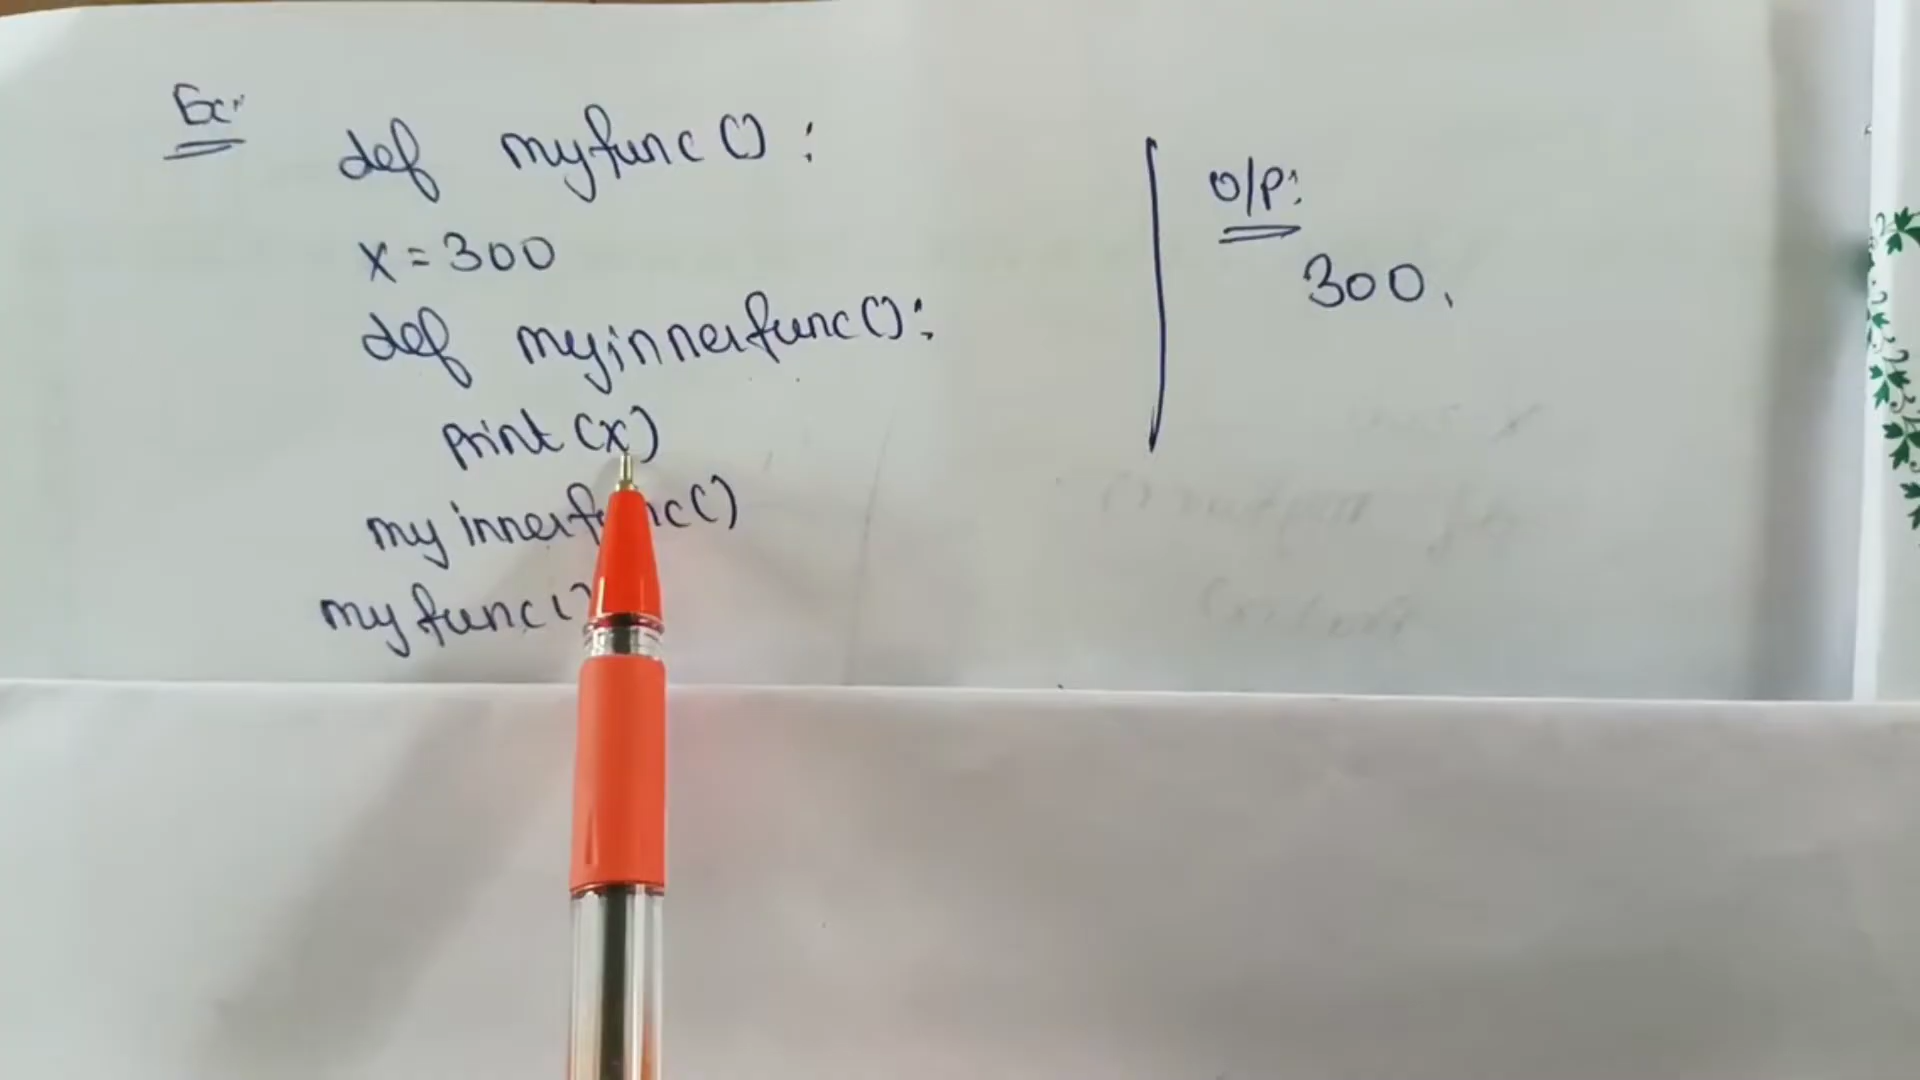 Ex:
def myfunc():
x = 300
def myinnerfunc():
print(x)
myinnerfunc()
myfunc()
O/P:
300.